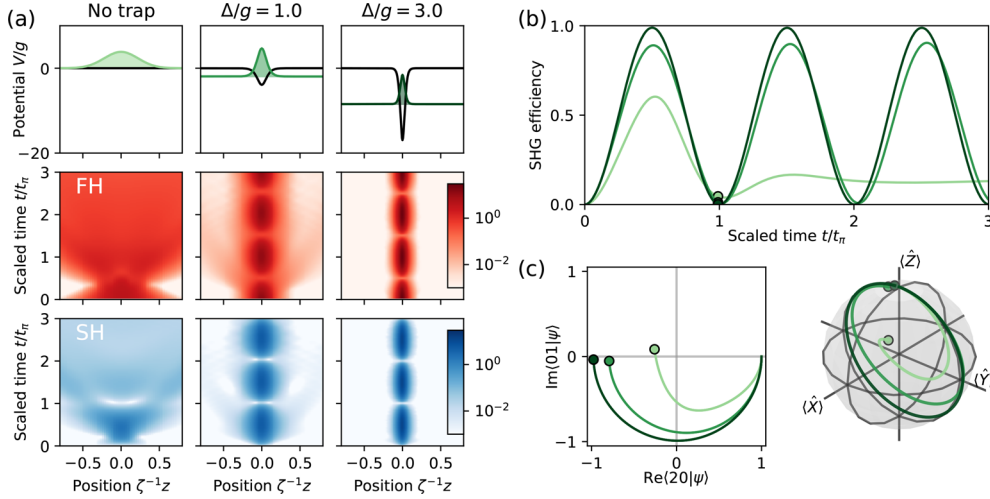 (a)
No trap
Δ/g = 1.0
Δ/g = 3.0
Potential V/g
0
−20
FH
Scaled time t/tπ
3
2
1
0
10⁰
10⁻²
SH
Scaled time t/tπ
3
2
1
0
10⁰
10⁻²
−0.5 0.0 0.5
−0.5 0.0 0.5
−0.5 0.0 0.5
Position ζ⁻¹z
Position ζ⁻¹z
Position ζ⁻¹z
(b)
SHG efficiency
1.0
0.5
0.0
0 1 2 3
Scaled time t/tπ
(c)
Im⟨01|ψ⟩
1
0
−1
−1 0 1
Re⟨20|ψ⟩
⟨Ẑ⟩
⟨Ŷ⟩
⟨X̂⟩